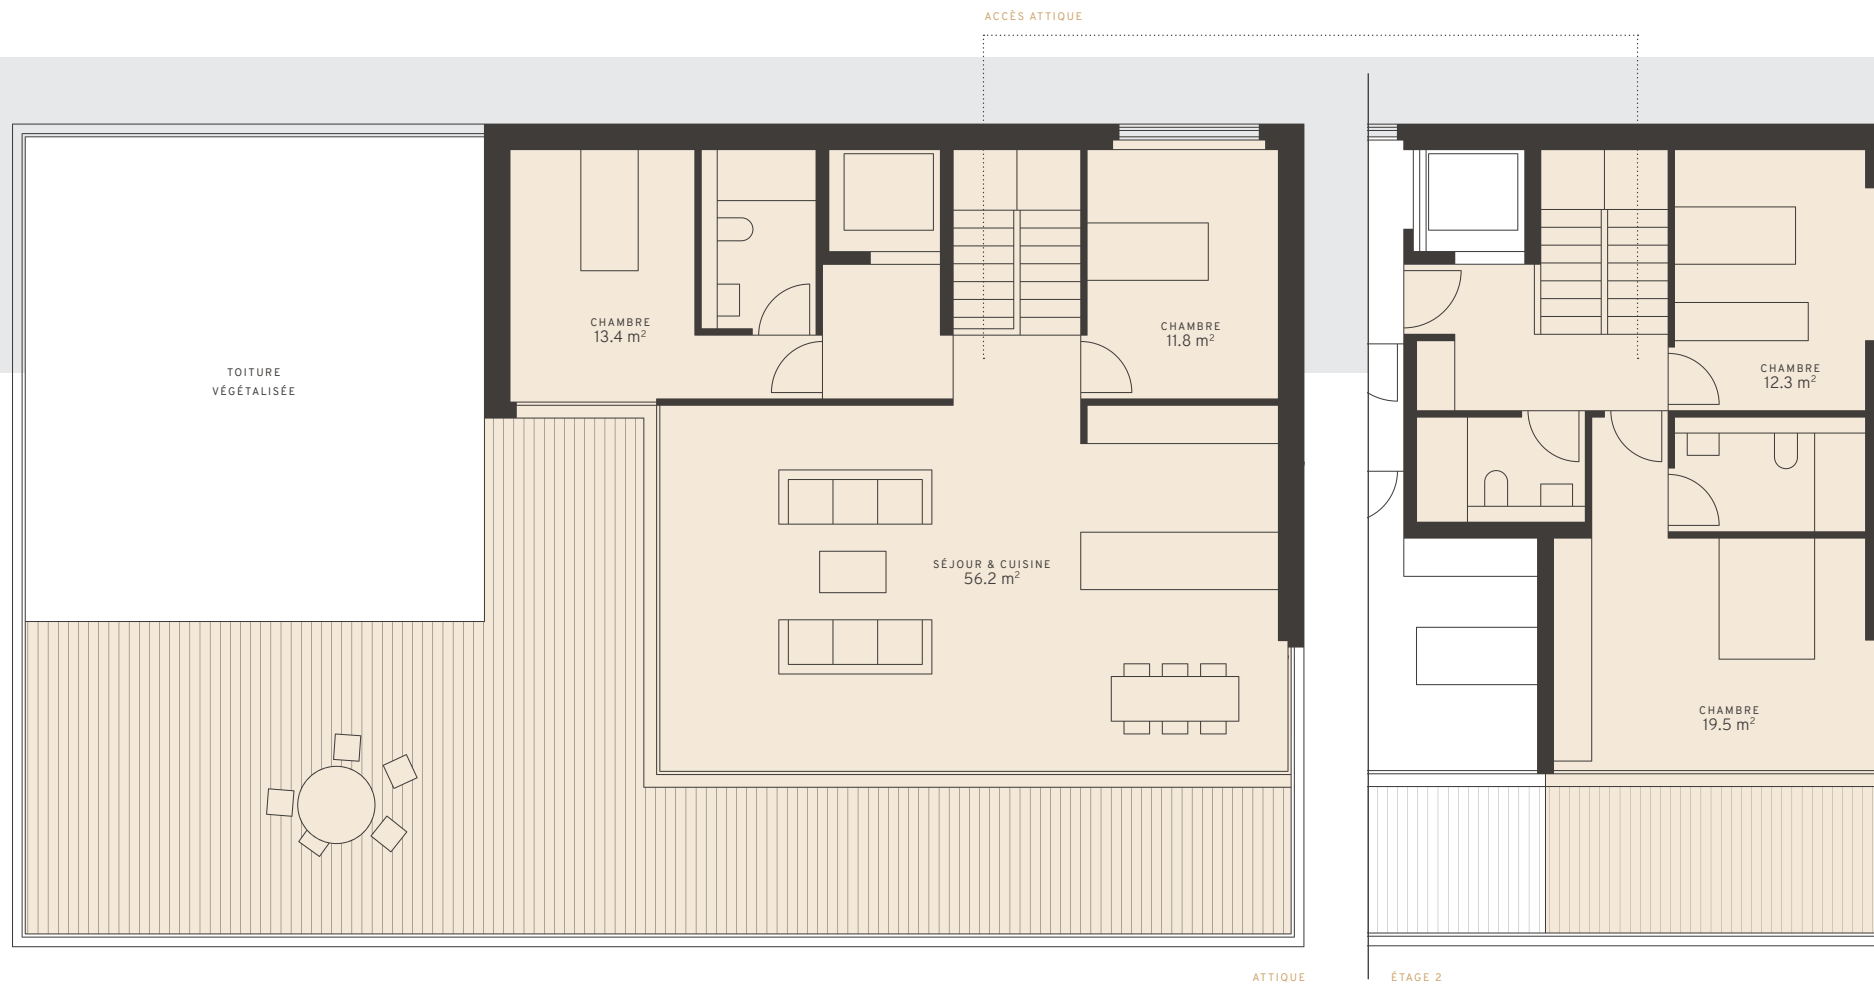 ACCÈS ATTIQUE
CHAMBRE
13.4 m²
CHAMBRE
11.8 m²
TOITURE
VÉGÉTALISÉE
CHAMBRE
12.3 m²
SÉJOUR & CUISINE
56.2 m²
CHAMBRE
19.5 m²
ATTIQUE
ÉTAGE 2